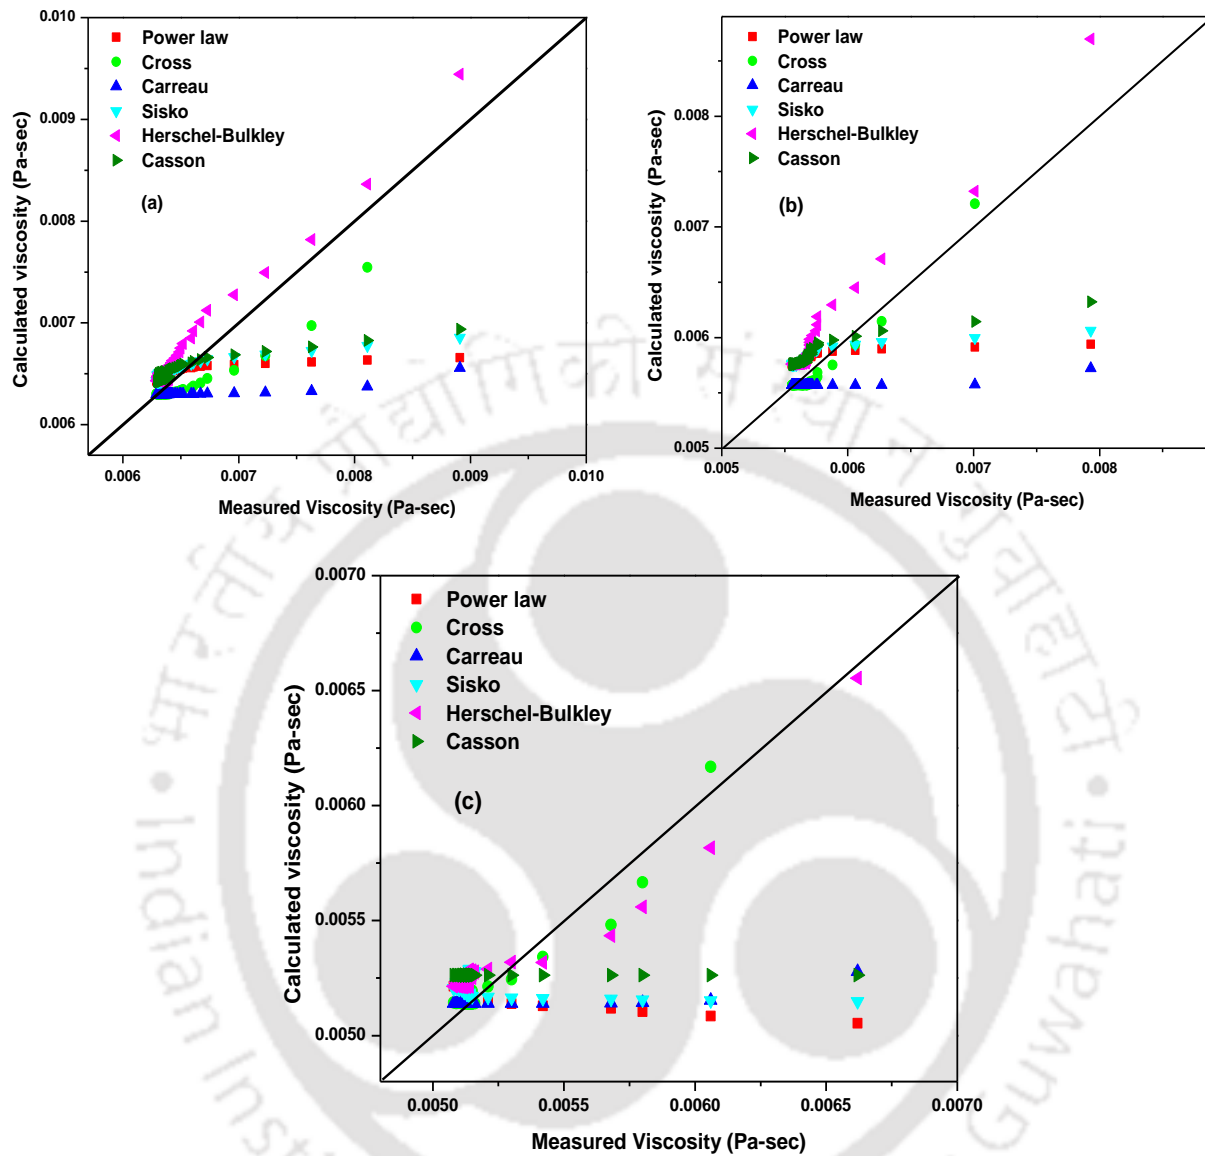 0.010
0.009
0.008
0.007
0.006
Calculated viscosity (Pa-sec)
Power law
Cross
Carreau
Sisko
Herschel-Bulkley
Casson
(a)
0.006 0.007 0.008 0.009 0.010
Measured Viscosity (Pa-sec)
0.008
0.007
0.006
0.005
Calculated viscosity (Pa-sec)
Power law
Cross
Carreau
Sisko
Herschel-Bulkley
Casson
(b)
0.005 0.006 0.007 0.008
Measured Viscosity (Pa-sec)
0.0070
0.0065
0.0060
0.0055
0.0050
Calculated viscosity (Pa-sec)
Power law
Cross
Carreau
Sisko
Herschel-Bulkley
Casson
(c)
0.0050 0.0055 0.0060 0.0065 0.0070
Measured Viscosity (Pa-sec)
Indian Inst
Guwahati